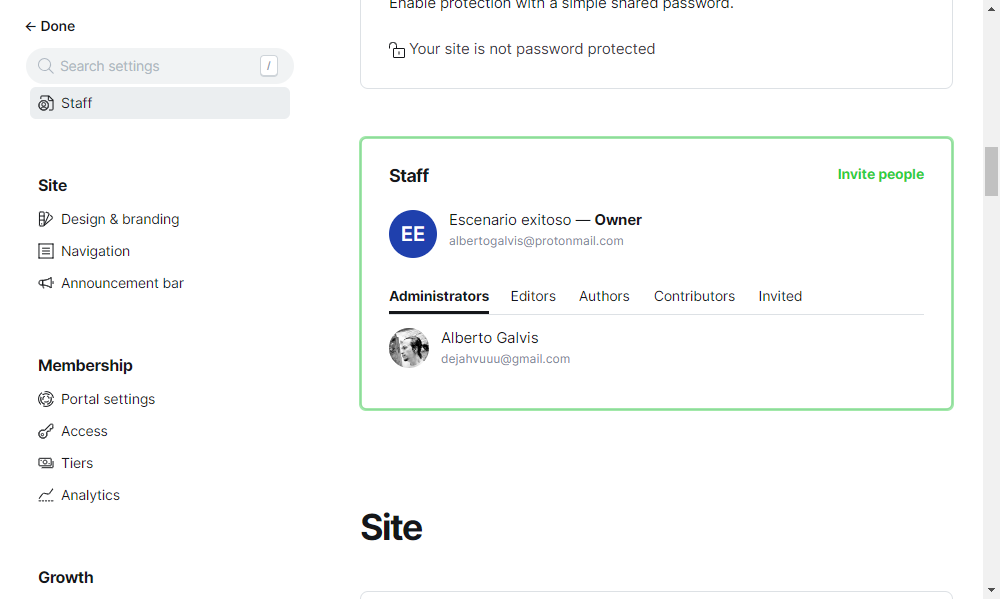 ← Done
Search settings /
Staff
Site
Design & branding
Navigation
Announcement bar
Membership
Portal settings
Access
Tiers
Analytics
Growth
Enable protection with a simple shared password.
Your site is not password protected
Staff
Invite people
EE
Escenario exitoso — Owner
albertogalvis@protonmail.com
Administrators Editors Authors Contributors Invited
Alberto Galvis
dejahvuuu@gmail.com
Site